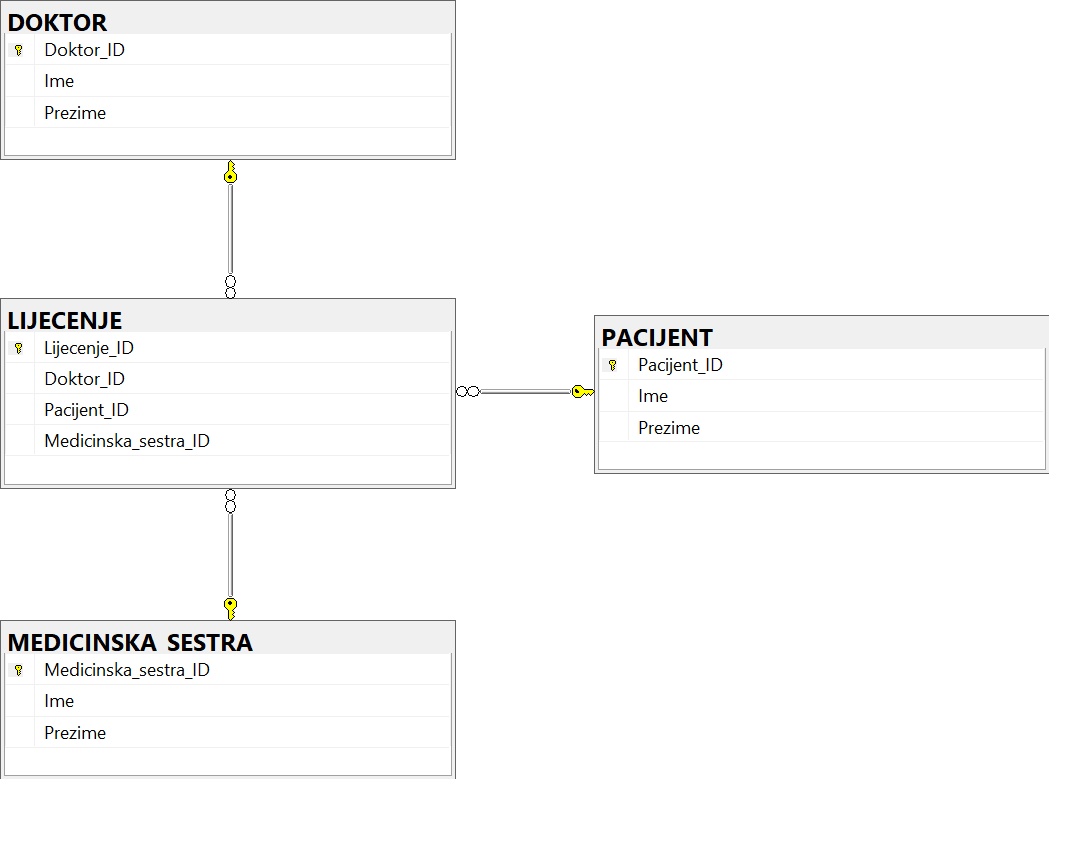 DOKTOR
Doktor_ID
Ime
Prezime
LIJECENJE
Lijecenje_ID
Doktor_ID
Pacijent_ID
Medicinska_sestra_ID
PACIJENT
Pacijent_ID
Ime
Prezime
MEDICINSKA_SESTRA
Medicinska_sestra_ID
Ime
Prezime